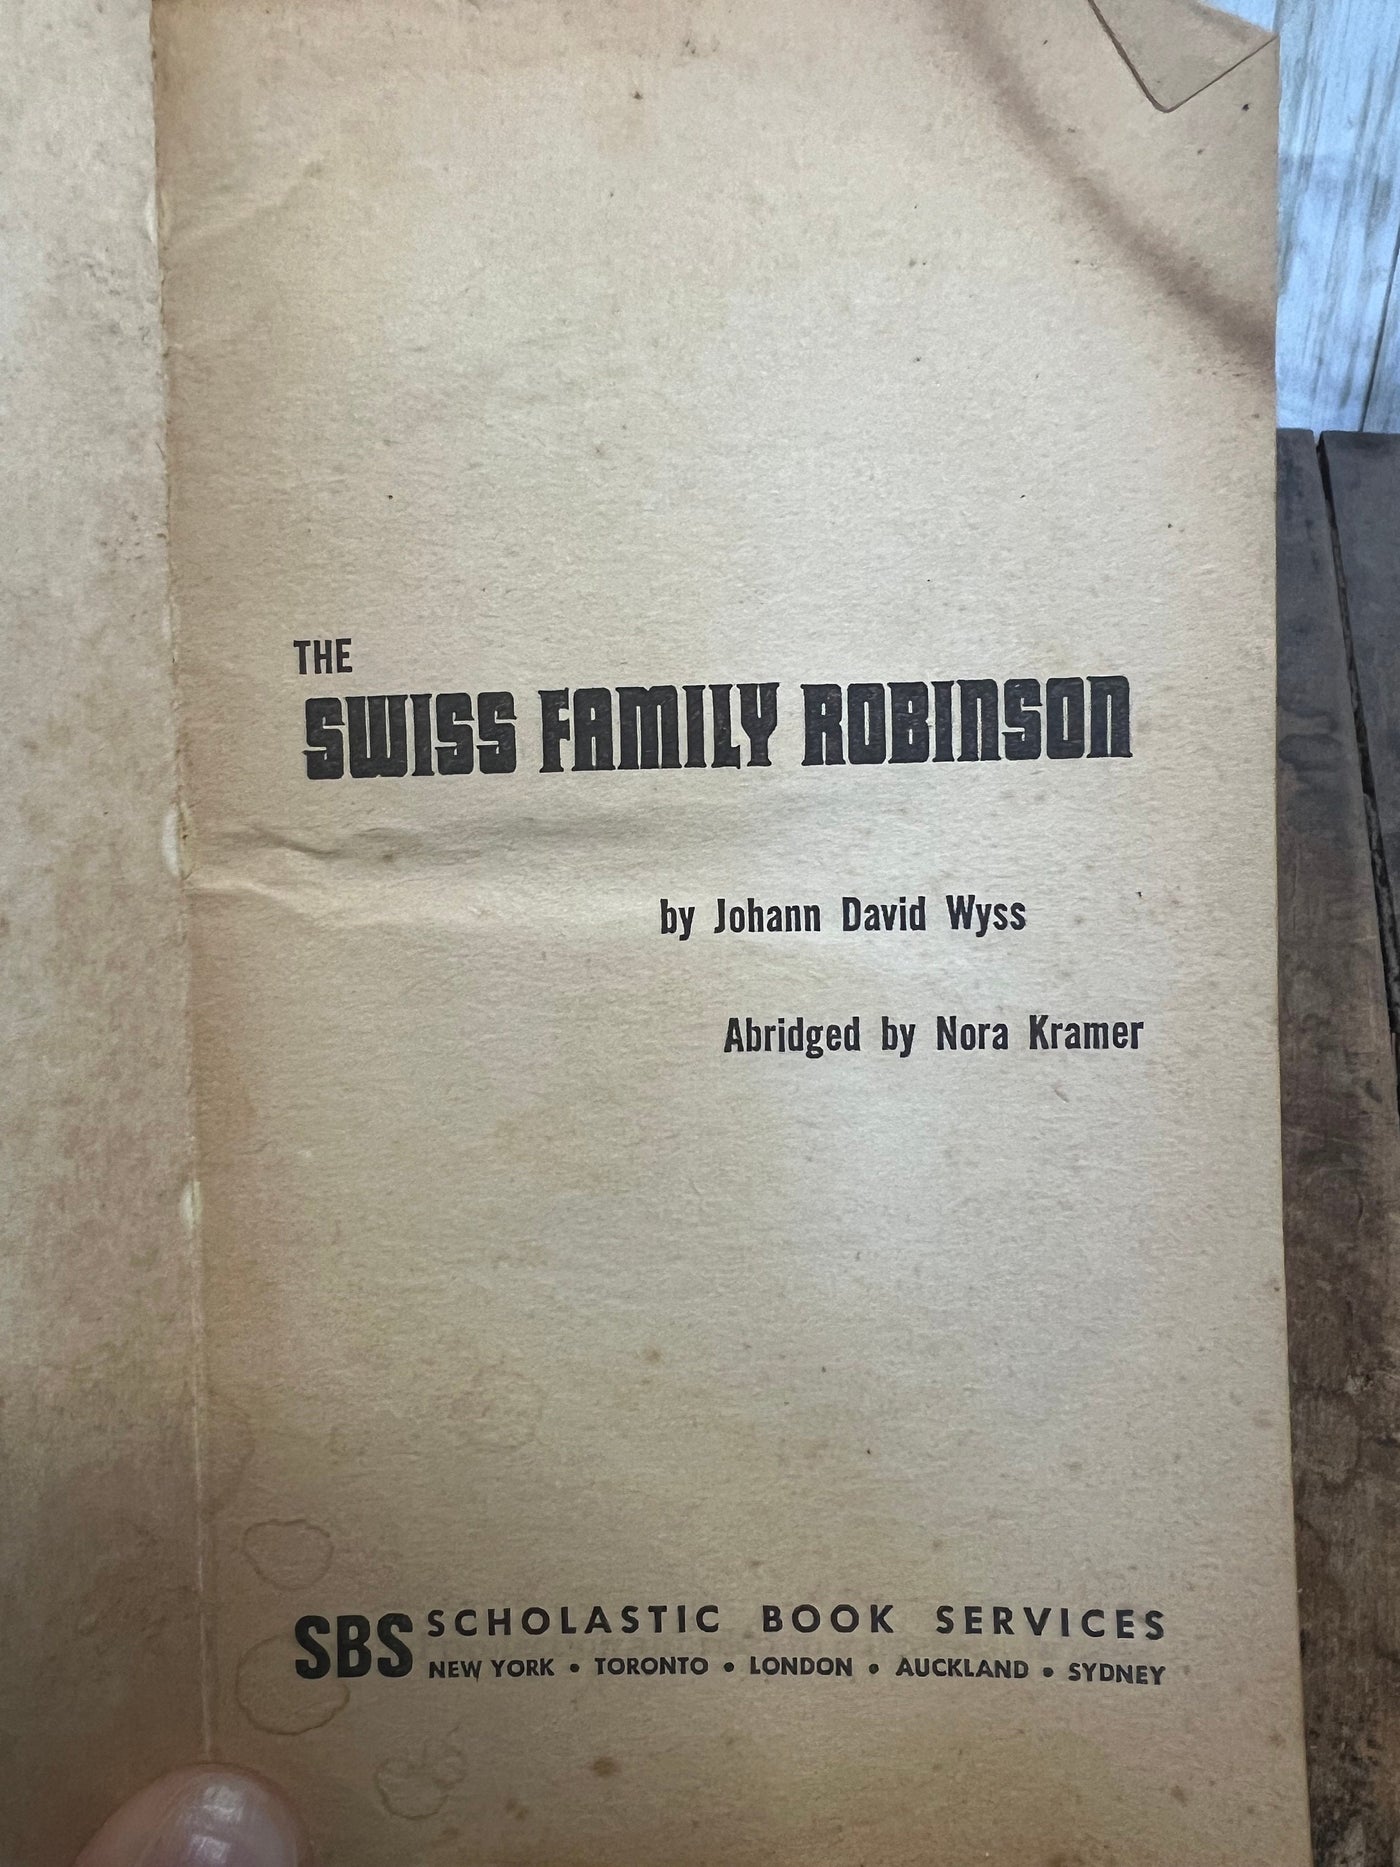 THE
SWISS FAMILY ROBINSON
by Johann David Wyss
Abridged by Nora Kramer
SBS SCHOLASTIC BOOK SERVICES
NEW YORK • TORONTO • LONDON • AUCKLAND • SYDNEY